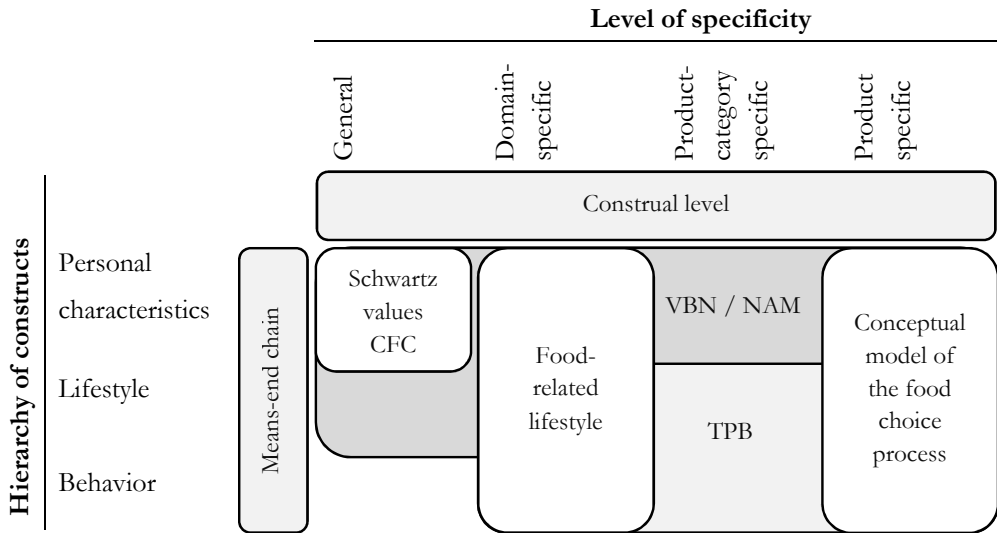 Level of specificity
General
Domain-
specific
Product-
category
specific
Product
specific
Hierarchy of constructs
Personal
characteristics
Lifestyle
Behavior
Means-end chain
Construal level
Schwartz
values
CFC
Food-
related
lifestyle
VBN / NAM
TPB
Conceptual
model of
the food
choice
process